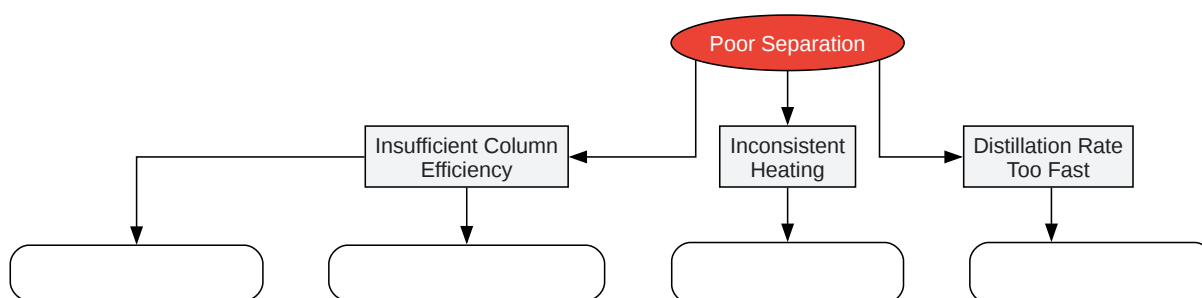 Poor Separation
Insufficient Column
Efficiency
Inconsistent
Heating
Distillation Rate
Too Fast